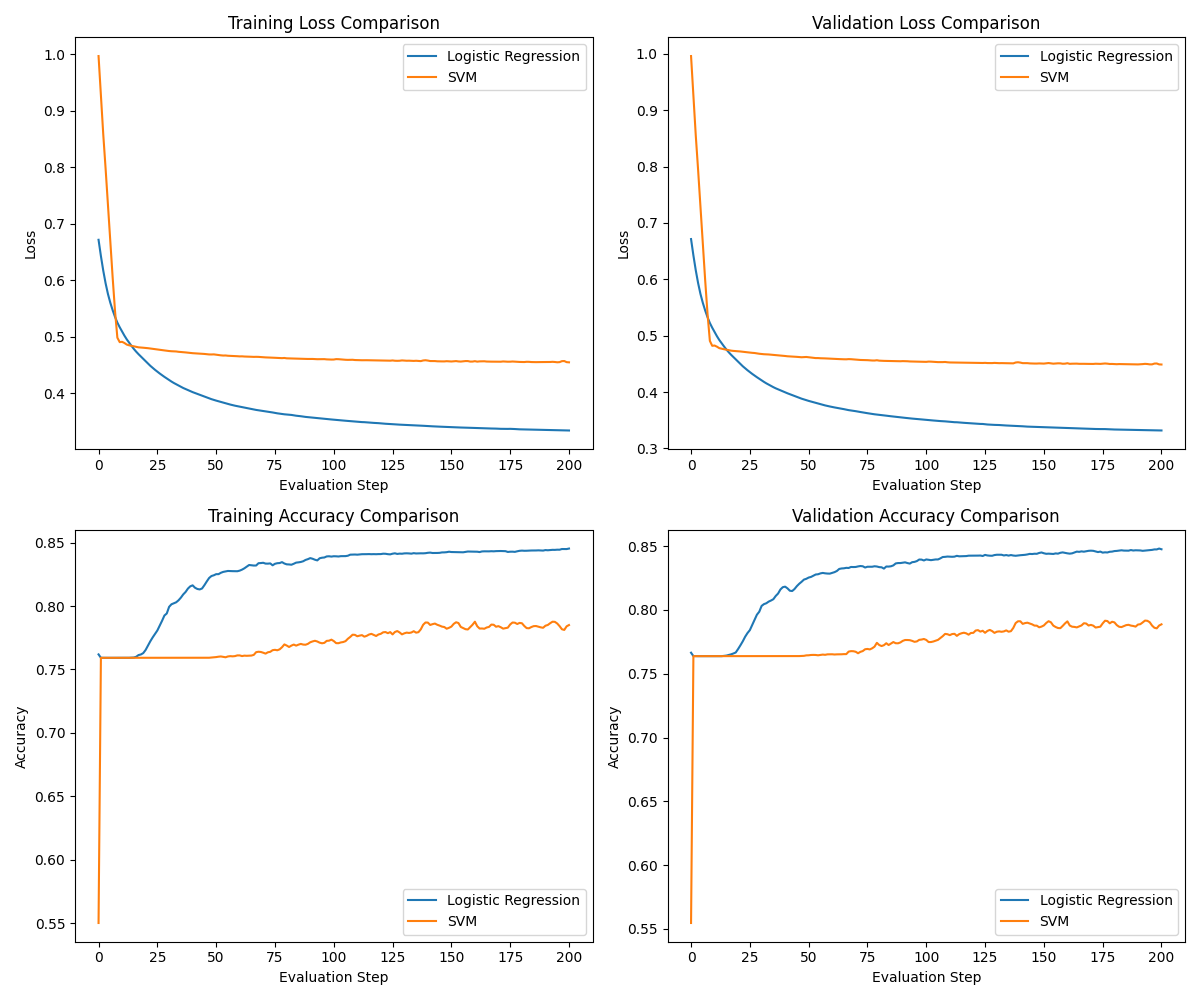 Training Loss Comparison
Loss
1.0
0.9
0.8
0.7
0.6
0.5
0.4
Logistic Regression
SVM
0 25 50 75 100 125 150 175 200
Evaluation Step
Validation Loss Comparison
Loss
1.0
0.9
0.8
0.7
0.6
0.5
0.4
0.3
Logistic Regression
SVM
0 25 50 75 100 125 150 175 200
Evaluation Step
Training Accuracy Comparison
Accuracy
0.85
0.80
0.75
0.70
0.65
0.60
0.55
Logistic Regression
SVM
0 25 50 75 100 125 150 175 200
Evaluation Step
Validation Accuracy Comparison
Accuracy
0.85
0.80
0.75
0.70
0.65
0.60
0.55
Logistic Regression
SVM
0 25 50 75 100 125 150 175 200
Evaluation Step